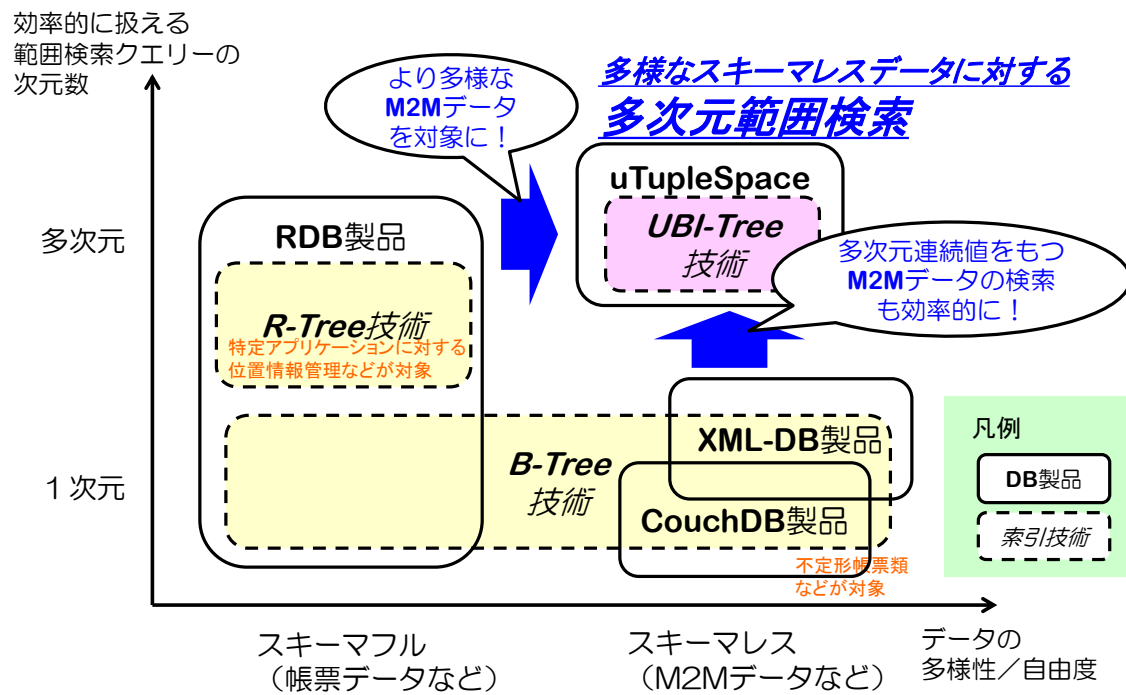 効率的に扱える
範囲検索クエリーの
次元数
より多様な
M2Mデータ
を対象に！
多様なスキーマレスデータに対する
多次元範囲検索
uTupleSpace
UBI-Tree
技術
多次元
RDB製品
多次元連続値をもつ
M2Mデータの検索
も効率的に！
R-Tree技術
特定アプリケーションに対する
位置情報管理などが対象
XML-DB製品
B-Tree
技術
1次元
CouchDB製品
不定形帳票類
などが対象
凡例
DB製品
索引技術
スキーマフル
（帳票データなど）
スキーマレス
（M2Mデータなど）
データの
多様性／自由度